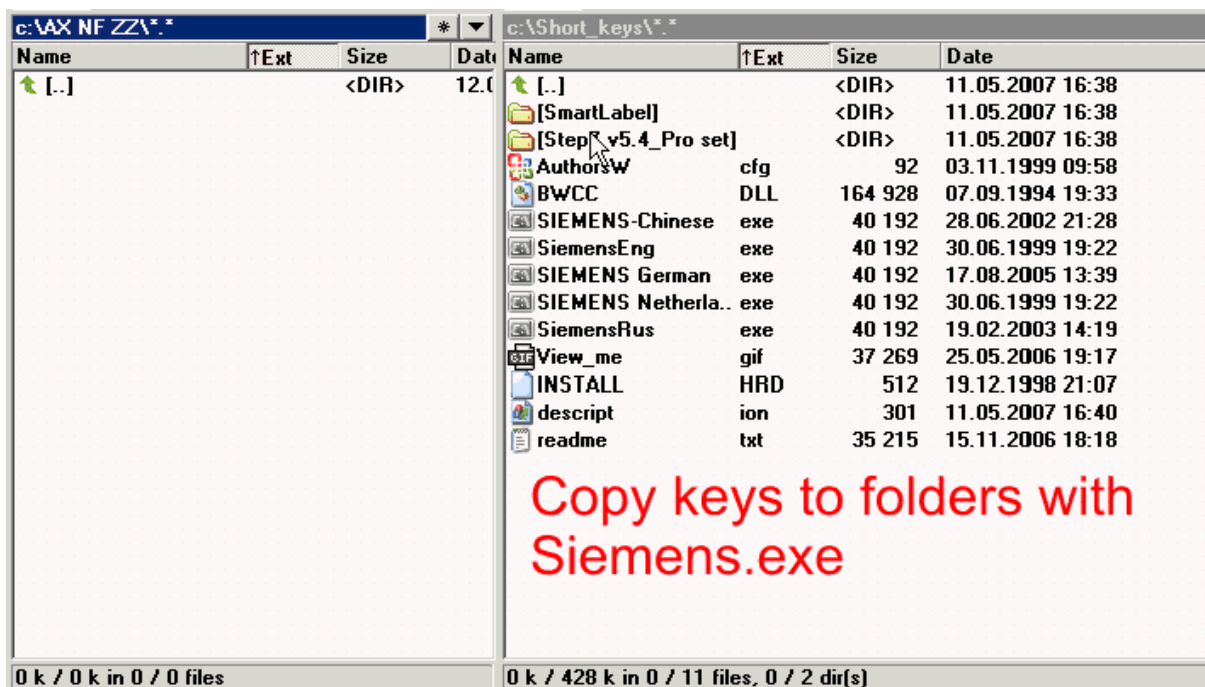 c:\AX NF ZZ\*.*
Name ↑Ext Size Date
[..] <DIR> 12.0
0 k / 0 k in 0 / 0 files
c:\Short_keys\*.*
Name ↑Ext Size Date
[..] <DIR> 11.05.2007 16:38
[SmartLabel] <DIR> 11.05.2007 16:38
[Step v5.4_Pro set] <DIR> 11.05.2007 16:38
AuthorsW cfg 92 03.11.1999 09:58
BWCC DLL 164 928 07.09.1994 19:33
SIEMENS-Chinese exe 40 192 28.06.2002 21:28
SiemensEng exe 40 192 30.06.1999 19:22
SIEMENS German exe 40 192 17.08.2005 13:39
SIEMENS Netherla.. exe 40 192 30.06.1999 19:22
SiemensRus exe 40 192 19.02.2003 14:19
View_me gif 37 269 25.05.2006 19:17
INSTALL HRD 512 19.12.1998 21:07
descript ion 301 11.05.2007 16:40
readme txt 35 215 15.11.2006 18:18
Copy keys to folders with
Siemens.exe
0 k / 428 k in 0 / 11 files, 0 / 2 dir(s)